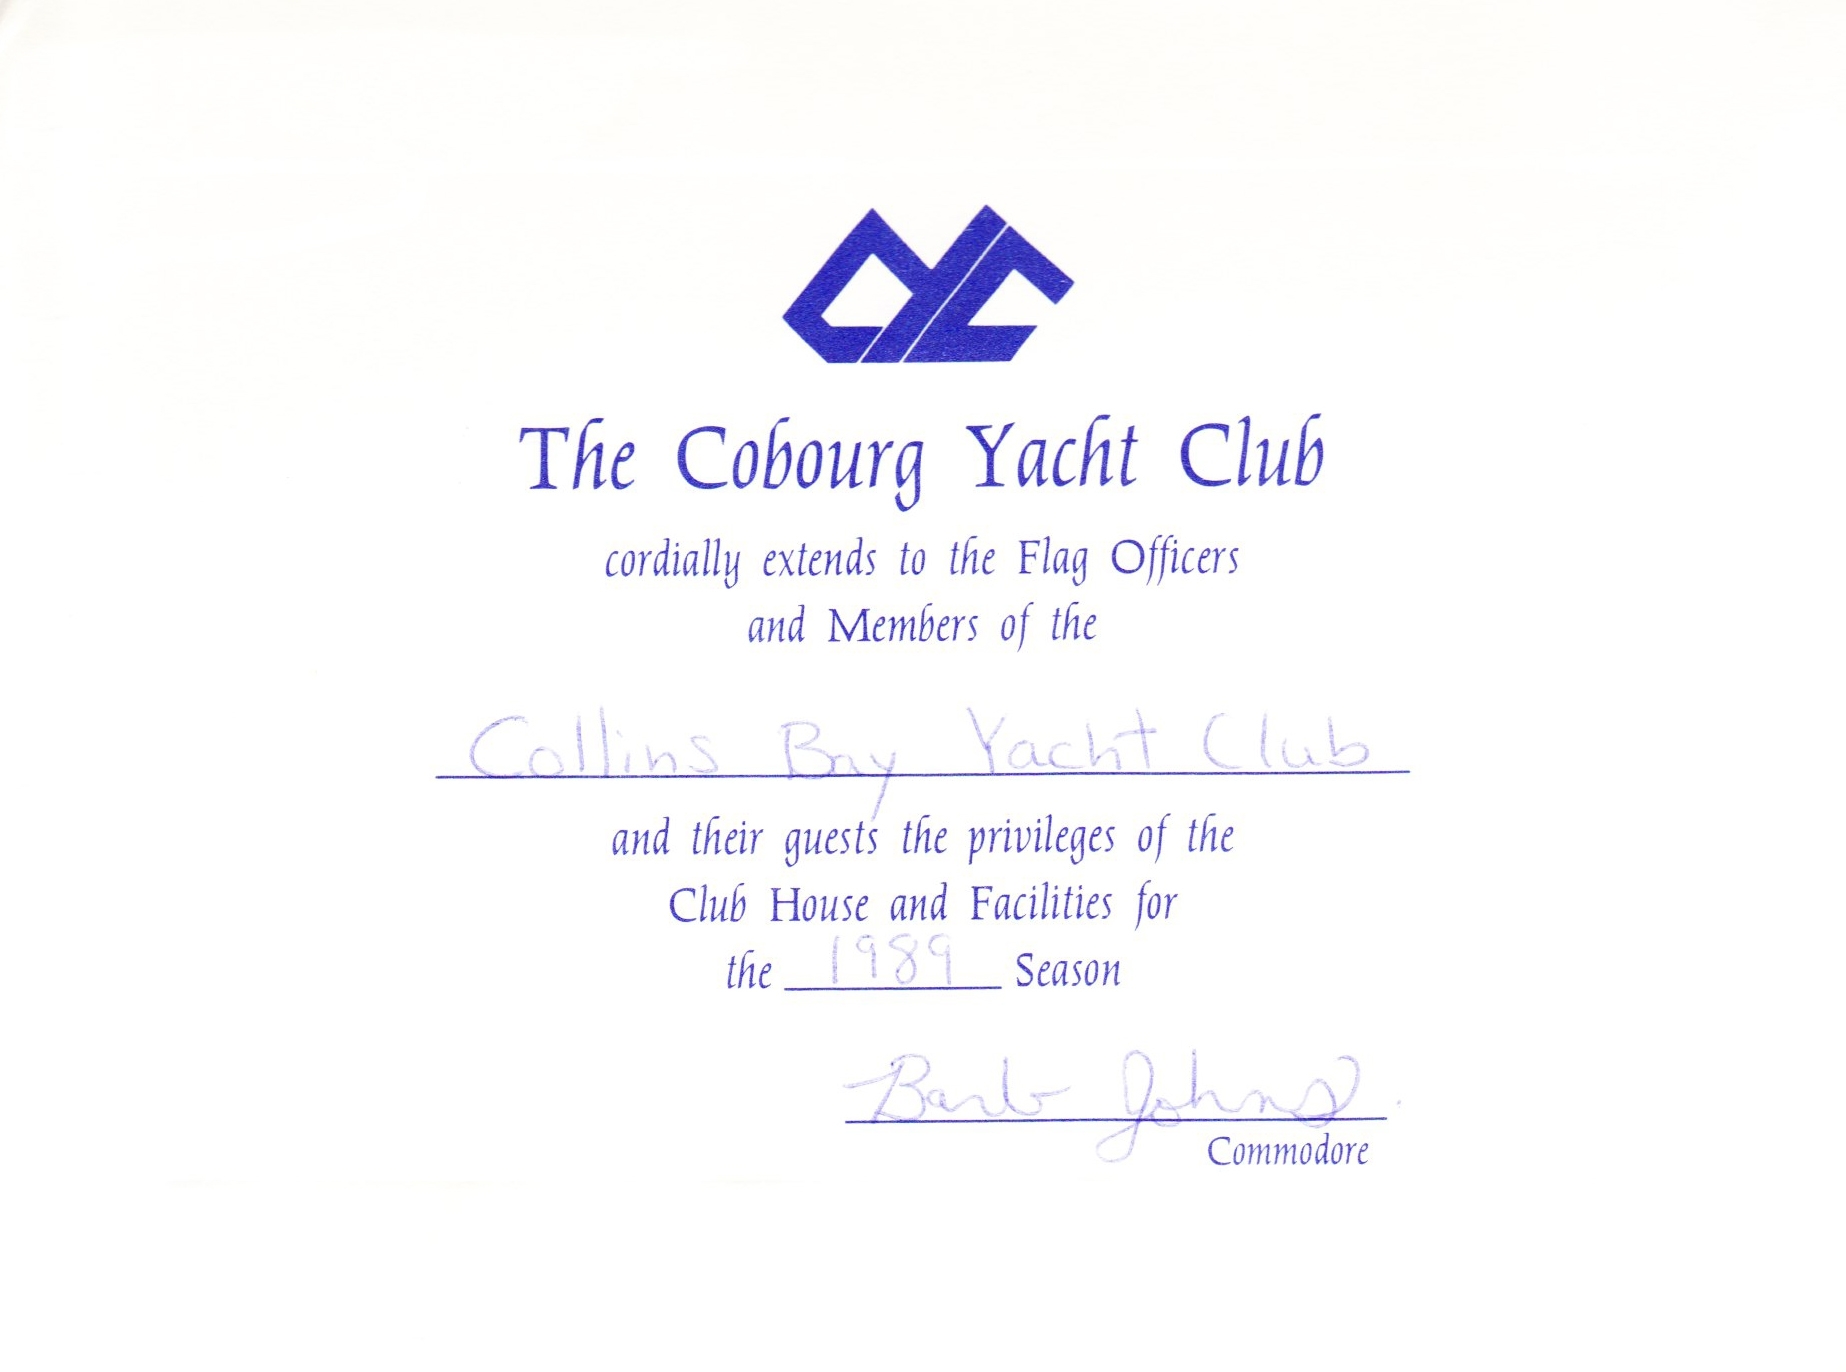 CYC
The Cobourg Yacht Club
cordially extends to the Flag Officers
and Members of the
Collins Bay Yacht Club
and their guests the privileges of the
Club House and Facilities for
the 1989 Season
Barb Johns
Commodore